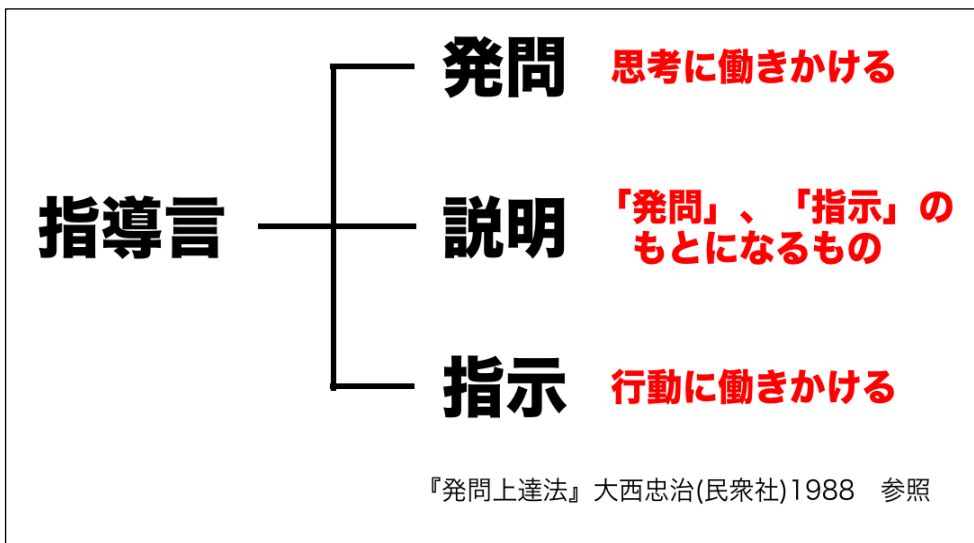 発問 思考に働きかける
指導言
説明 「発問」、「指示」の
もとになるもの
指示 行動に働きかける
『発問上達法』大西忠治(民衆社)1988　参照